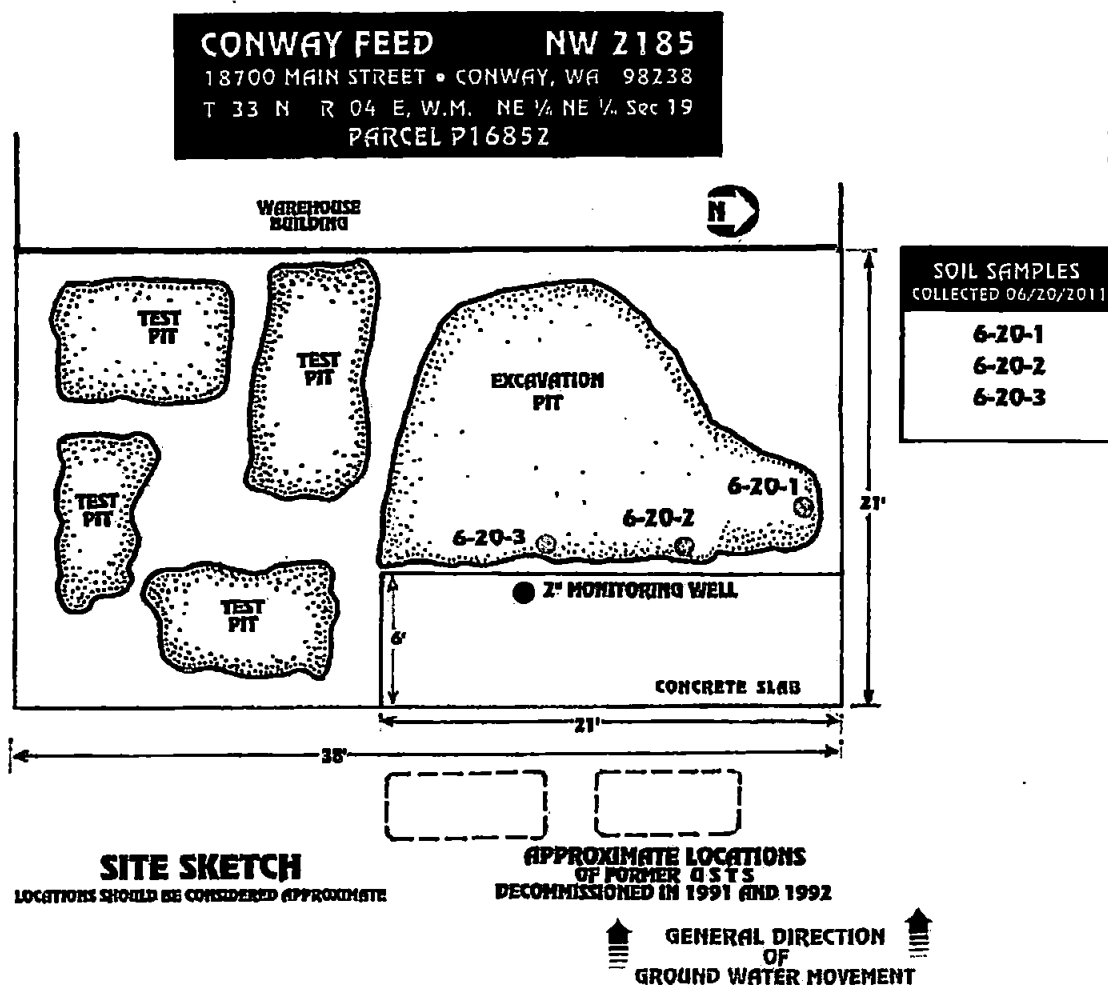 CONWAY FEED NW 2185
18700 MAIN STREET • CONWAY, WA 98238
T 33 N R 04 E, W.M. NE ¼ NE ¼ Sec 19
PARCEL P16852
WAREHOUSE
BUILDING
N
SOIL SAMPLES
COLLECTED 06/20/2011
6-20-1
6-20-2
6-20-3
TEST
PIT
TEST
PIT
EXCAVATION
PIT
TEST
PIT
6-20-1
6-20-2
6-20-3
21'
2" MONITORING WELL
TEST
PIT
6'
CONCRETE SLAB
21'
38'
SITE SKETCH
LOCATIONS SHOULD BE CONSIDERED APPROXIMATE
APPROXIMATE LOCATIONS
OF FORMER USTS
DECOMMISSIONED IN 1991 AND 1992
GENERAL DIRECTION
OF
GROUND WATER MOVEMENT